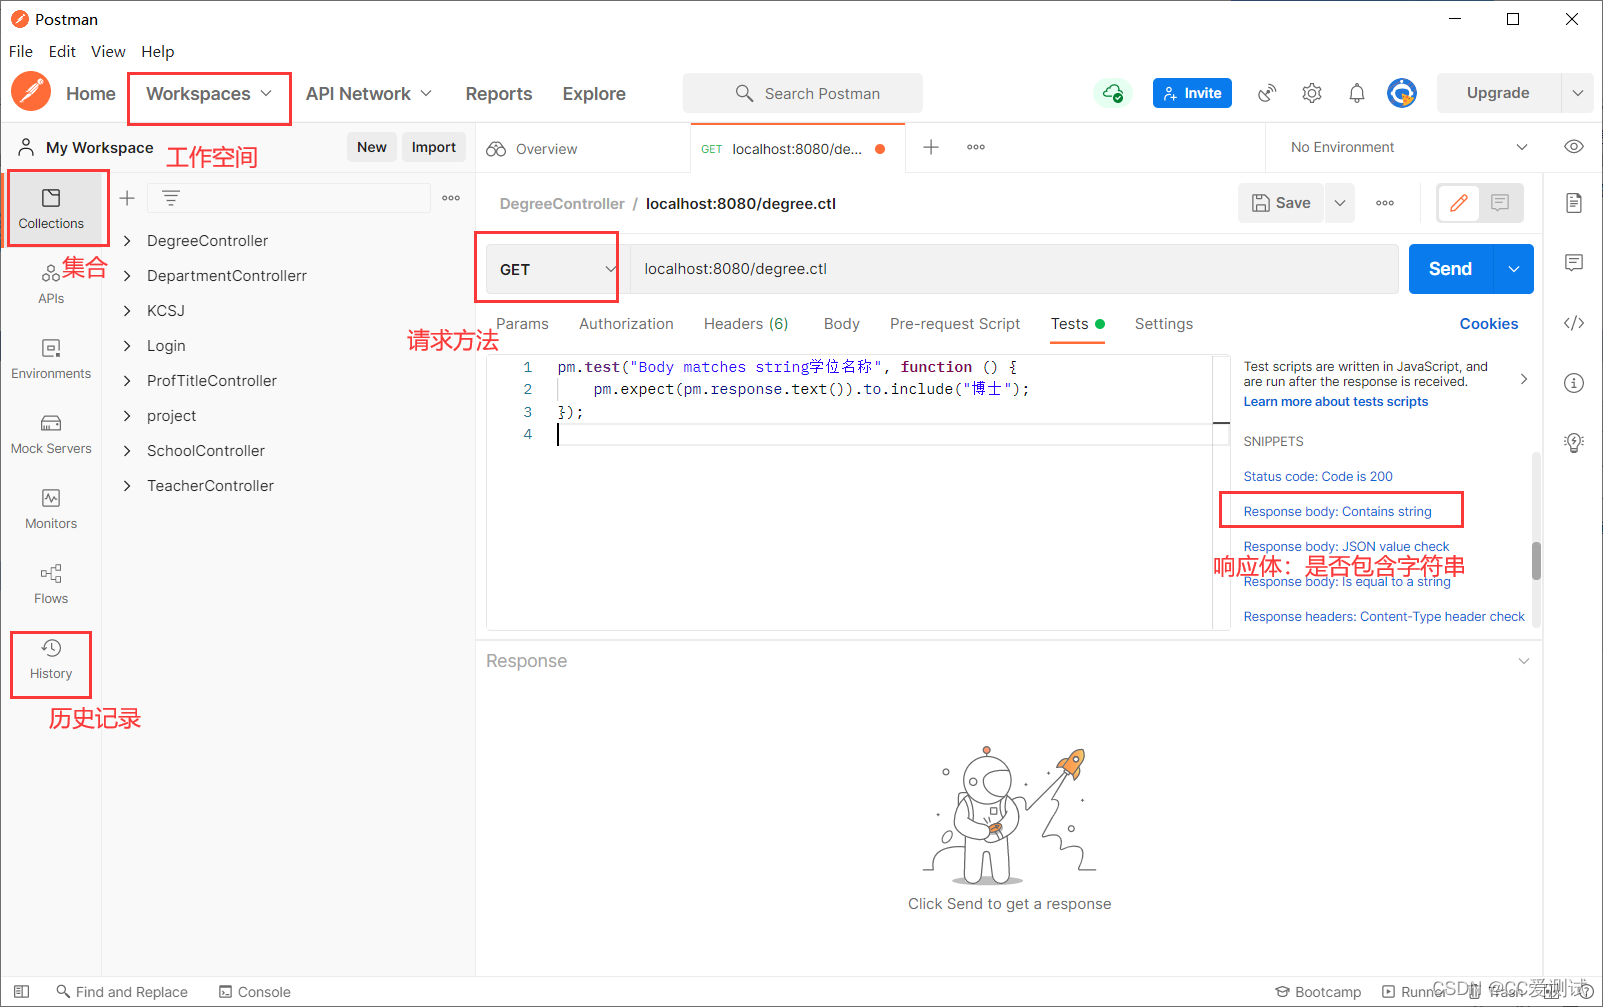 Postman
File Edit View Help
Home Workspaces API Network Reports Explore Search Postman Invite Upgrade
My Workspace New Import
工作空间
Overview GET localhost:8080/de... No Environment
Collections
集合
APIs
Environments
Mock Servers
Monitors
Flows
History
历史记录
DegreeController
DepartmentControllerr
KCSJ
Login
ProfTitleController
project
SchoolController
TeacherController
DegreeController / localhost:8080/degree.ctl Save
GET localhost:8080/degree.ctl Send
请求方法
Params Authorization Headers (6) Body Pre-request Script Tests Settings Cookies
1 pm.test("Body matches string学位名称", function () {
2 pm.expect(pm.response.text()).to.include("博士");
3 });
4
Test scripts are written in JavaScript, and
are run after the response is received.
Learn more about tests scripts
SNIPPETS
Status code: Code is 200
Response body: Contains string
Response body: JSON value check
响应体：是否包含字符串
Response body: Is equal to a string
Response headers: Content-Type header check
Response
Click Send to get a response
Find and Replace Console Bootcamp Runner Trash
CSDN @CC爱测试